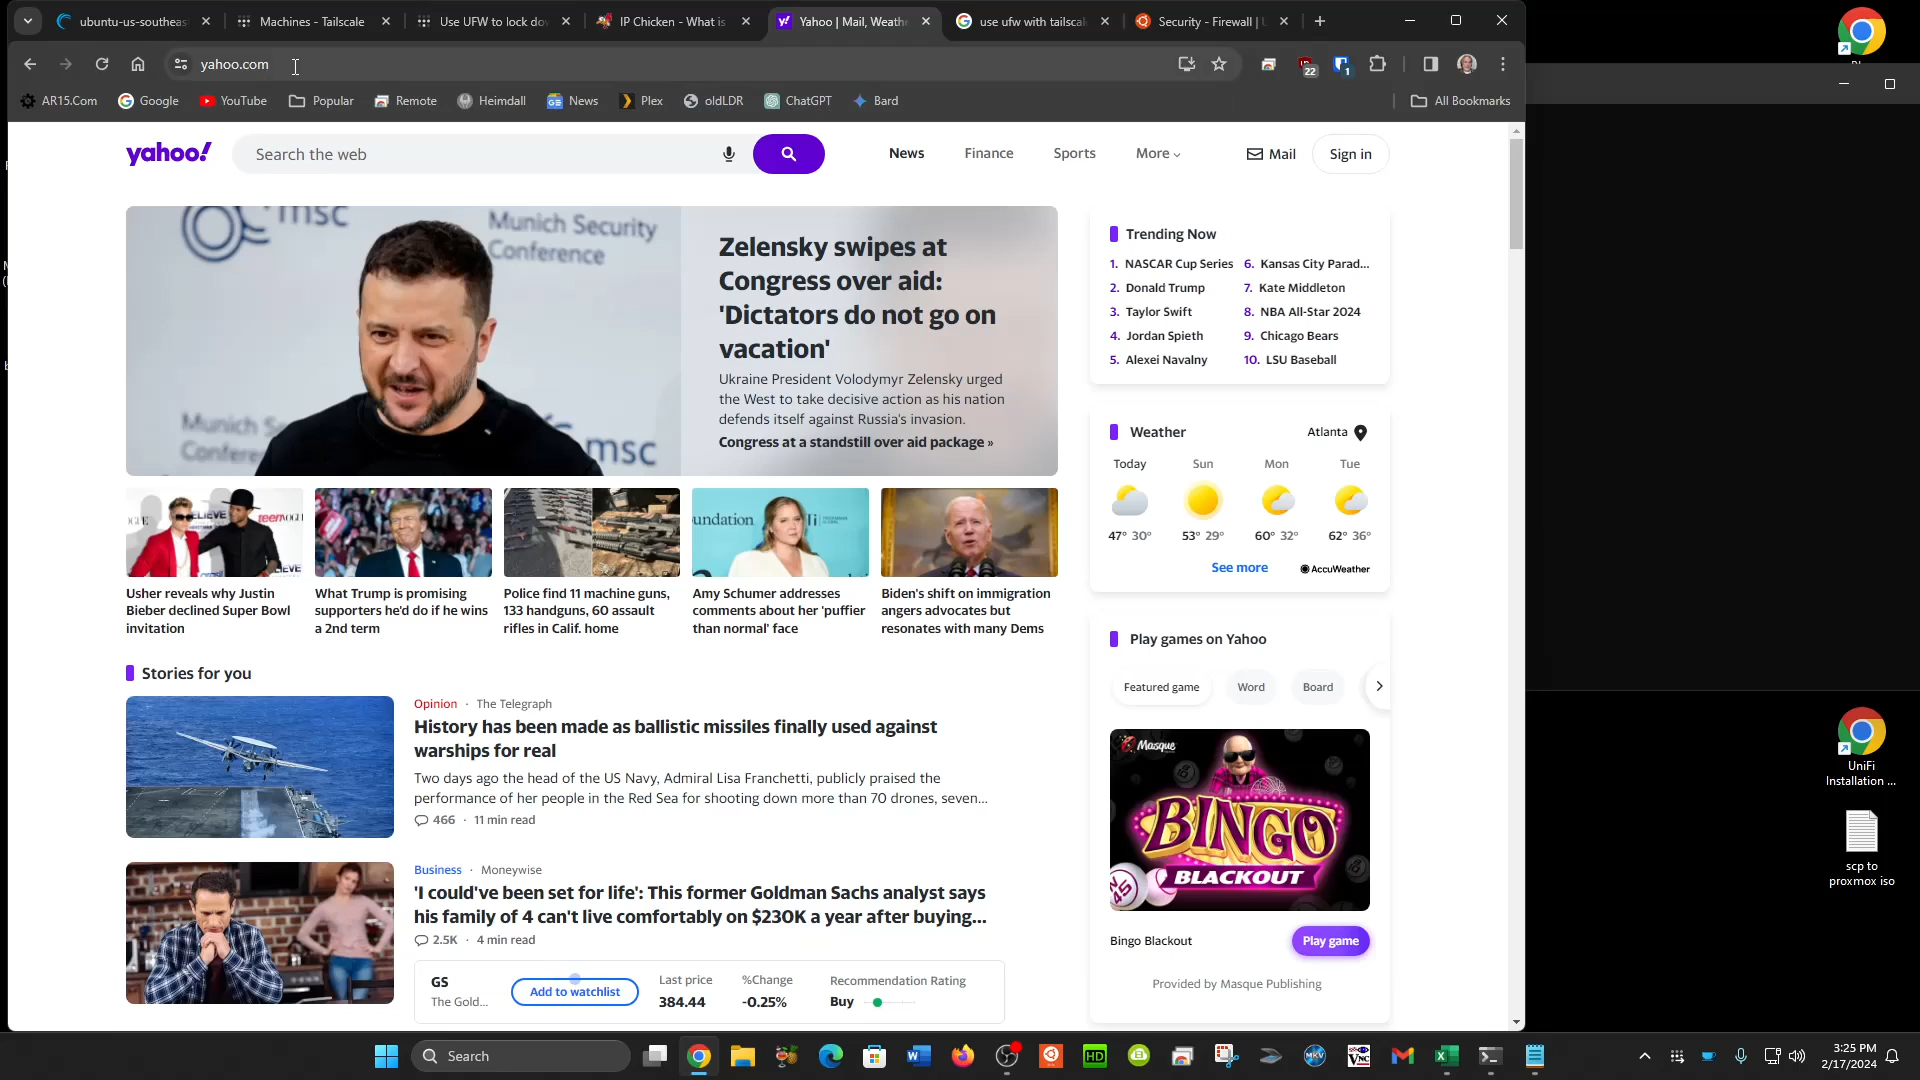 ubuntu-us-southeas
Machines - Tailscale
Use UFW to lock do
IP Chicken - What is
Yahoo | Mail, Weath
use ufw with tailsca
Security - Firewall |
yahoo.com
22
1
AR15.Com
Google
YouTube
Popular
Remote
Heimdall
News
Plex
oldLDR
ChatGPT
Bard
All Bookmarks
yahoo!
Search the web
News
Finance
Sports
More
Mail
Sign in
msc
Munich Security
Conference
msc
Zelensky swipes at
Congress over aid:
'Dictators do not go on
vacation'
Ukraine President Volodymyr Zelensky urged
the West to take decisive action as his nation
defends itself against Russia's invasion.
Congress at a standstill over aid package »
Trending Now
1. NASCAR Cup Series
2. Donald Trump
3. Taylor Swift
4. Jordan Spieth
5. Alexei Navalny
6. Kansas City Parad...
7. Kate Middleton
8. NBA All-Star 2024
9. Chicago Bears
10. LSU Baseball
Weather
Atlanta
Today Sun Mon Tue
47° 30° 53° 29° 60° 32° 62° 36°
See more
AccuWeather
Usher reveals why Justin
Bieber declined Super Bowl
invitation
What Trump is promising
supporters he'd do if he wins
a 2nd term
Police find 11 machine guns,
133 handguns, 60 assault
rifles in Calif. home
Amy Schumer addresses
comments about her 'puffier
than normal' face
Biden's shift on immigration
angers advocates but
resonates with many Dems
Stories for you
Opinion · The Telegraph
History has been made as ballistic missiles finally used against
warships for real
Two days ago the head of the US Navy, Admiral Lisa Franchetti, publicly praised the
performance of her people in the Red Sea for shooting down more than 70 drones, seven...
466 · 11 min read
Business · Moneywise
'I could've been set for life': This former Goldman Sachs analyst says
his family of 4 can't live comfortably on $230K a year after buying...
2.5K · 4 min read
GS
The Gold...
Add to watchlist
Last price
384.44
%Change
-0.25%
Recommendation Rating
Buy
Play games on Yahoo
Featured game
Word
Board
Masque
BINGO
BLACKOUT
Bingo Blackout
Play game
Provided by Masque Publishing
UniFi
Installation ...
scp to
proxmox iso
Search
3:25 PM
2/17/2024